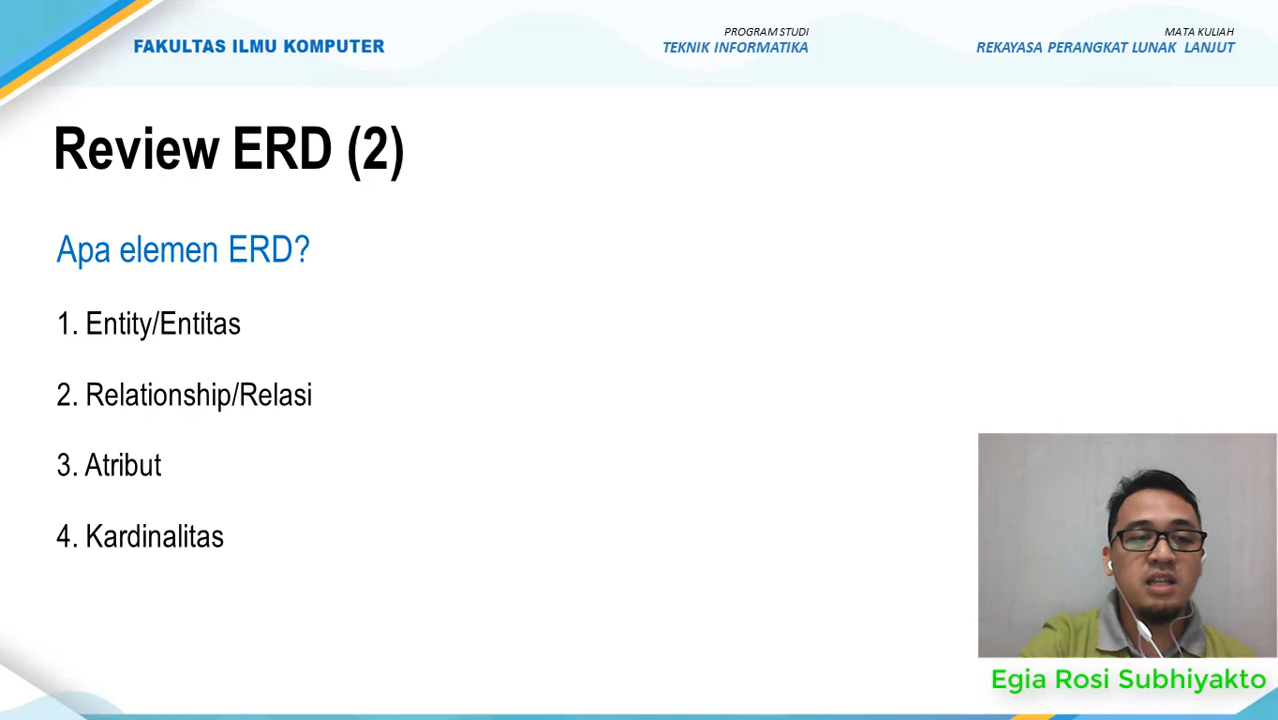 FAKULTAS ILMU KOMPUTER
PROGRAM STUDI
TEKNIK INFORMATIKA
MATA KULIAH
REKAYASA PERANGKAT LUNAK LANJUT
Review ERD (2)
Apa elemen ERD?
1. Entity/Entitas
2. Relationship/Relasi
3. Atribut
4. Kardinalitas
Egia Rosi Subhiyakto